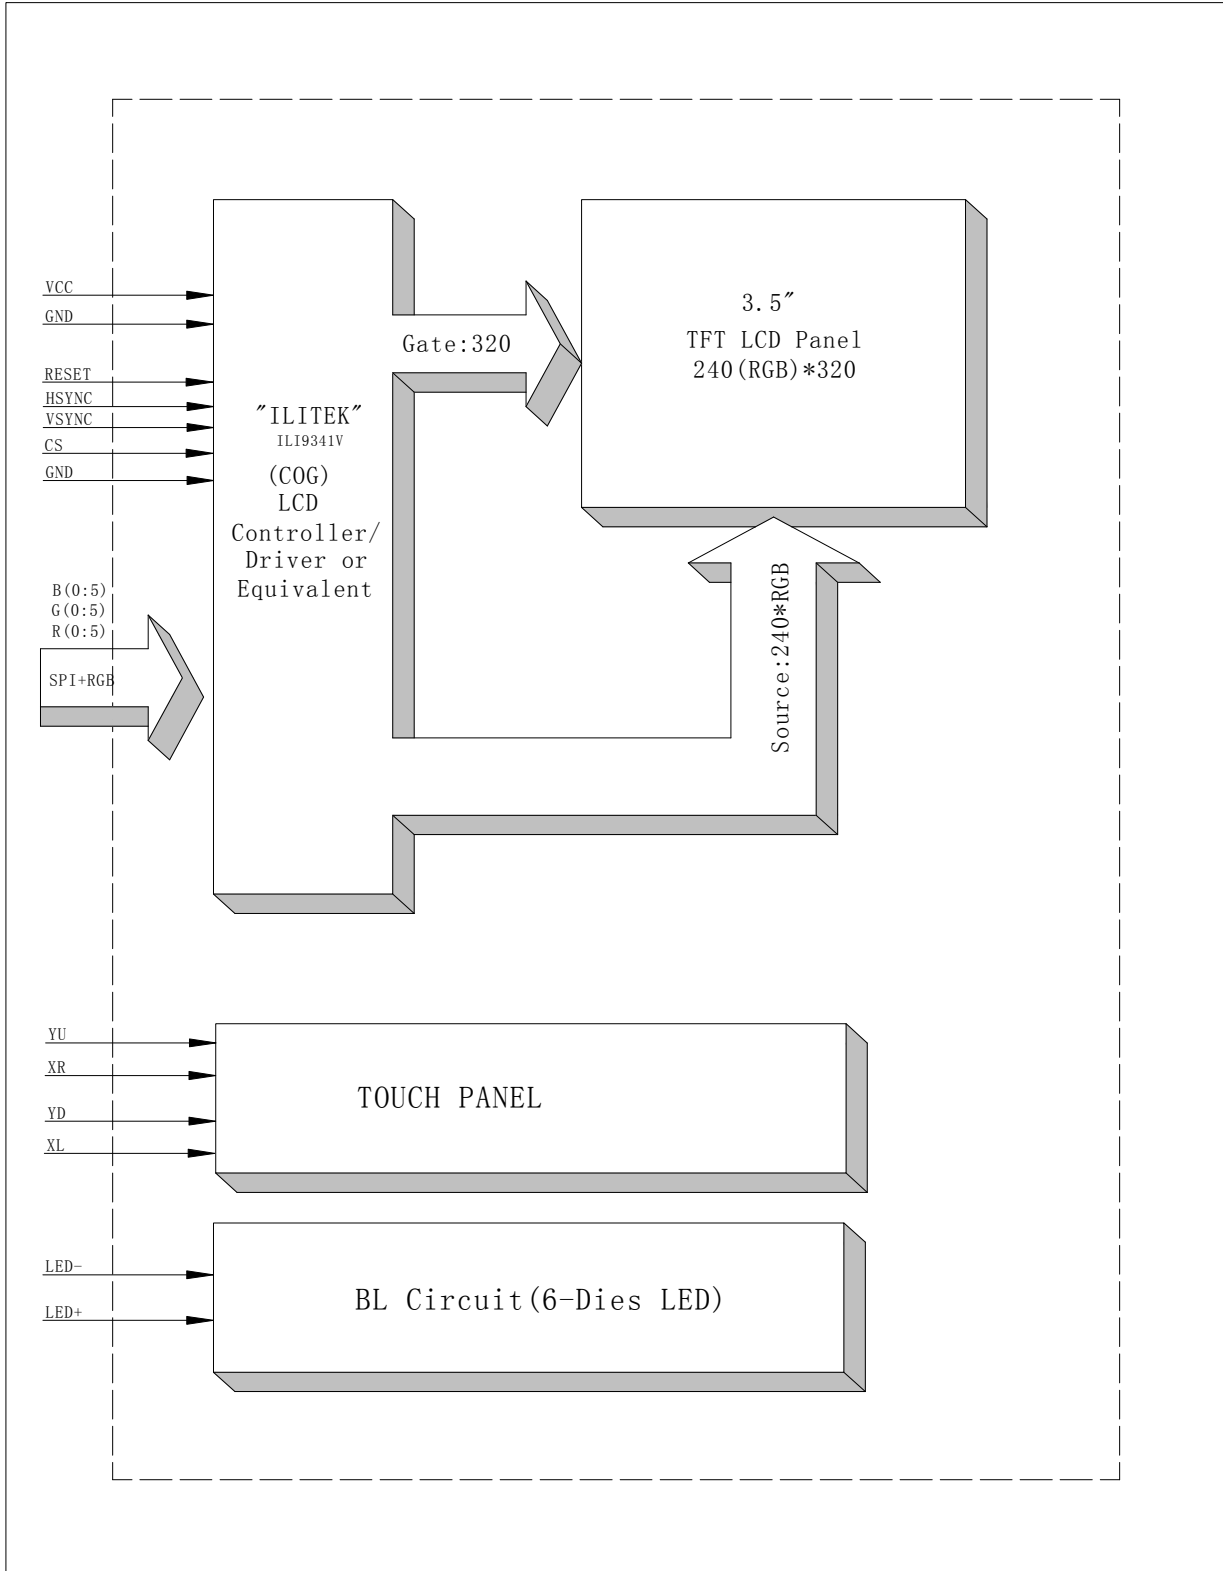 VCC
GND
RESET
HSYNC
VSYNC
CS
GND
B(0:5)
G(0:5)
R(0:5)
SPI+RGB
"ILITEK"
ILI9341V
(COG)
LCD
Controller/
Driver or
Equivalent
Gate:320
3.5"
TFT LCD Panel
240(RGB)*320
Source:240*RGB
YU
XR
YD
XL
TOUCH PANEL
LED-
LED+
BL Circuit(6-Dies LED)